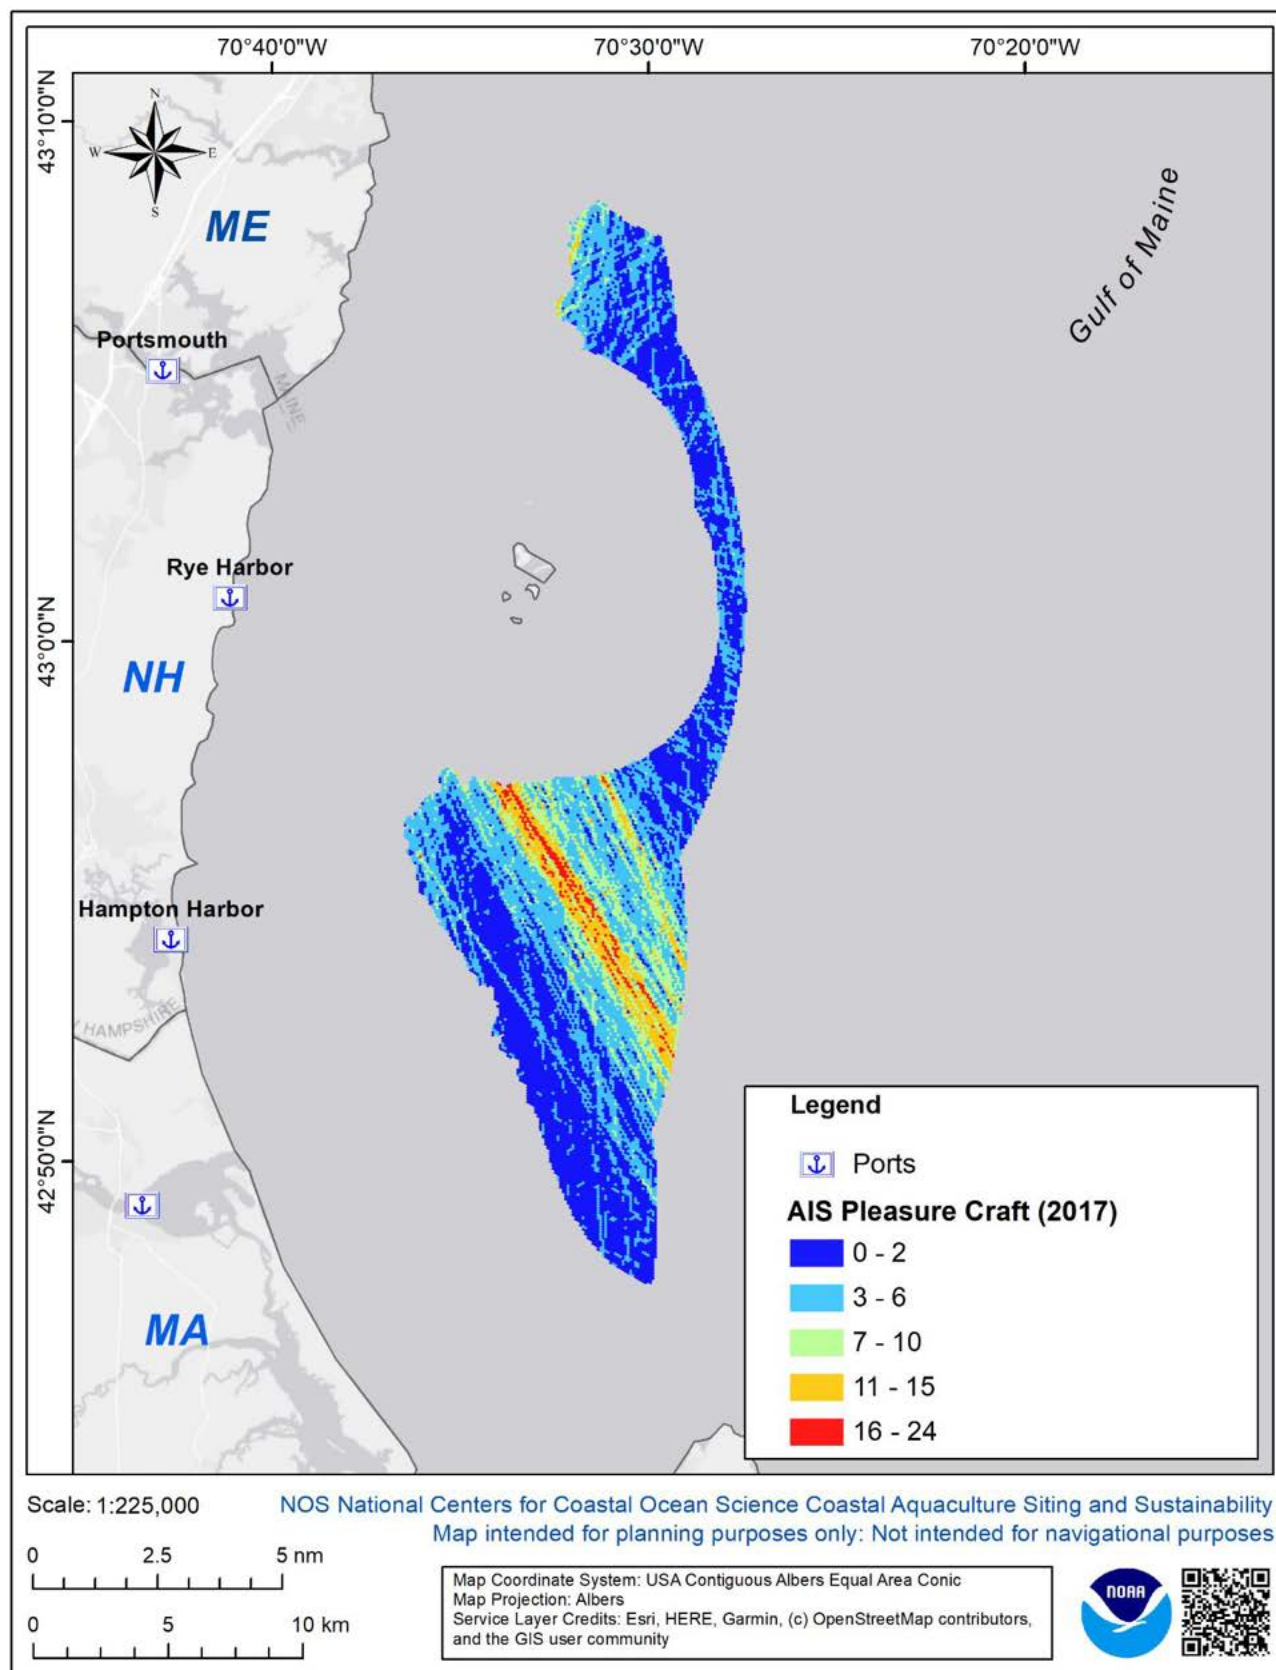 70°40'0"W
70°30'0"W
70°20'0"W
43°10'0"N
N
W
E
S
ME
Gulf of Maine
Portsmouth
MAINE
Rye Harbor
43°0'0"N
NH
Hampton Harbor
HAMPSHIRE
42°50'0"N
MA
Legend
Ports
AIS Pleasure Craft (2017)
0 - 2
3 - 6
7 - 10
11 - 15
16 - 24
Scale: 1:225,000
NOS National Centers for Coastal Ocean Science Coastal Aquaculture Siting and Sustainability
Map intended for planning purposes only: Not intended for navigational purposes
0 2.5 5 nm
0 5 10 km
Map Coordinate System: USA Contiguous Albers Equal Area Conic
Map Projection: Albers
Service Layer Credits: Esri, HERE, Garmin, (c) OpenStreetMap contributors,
and the GIS user community
NOAA